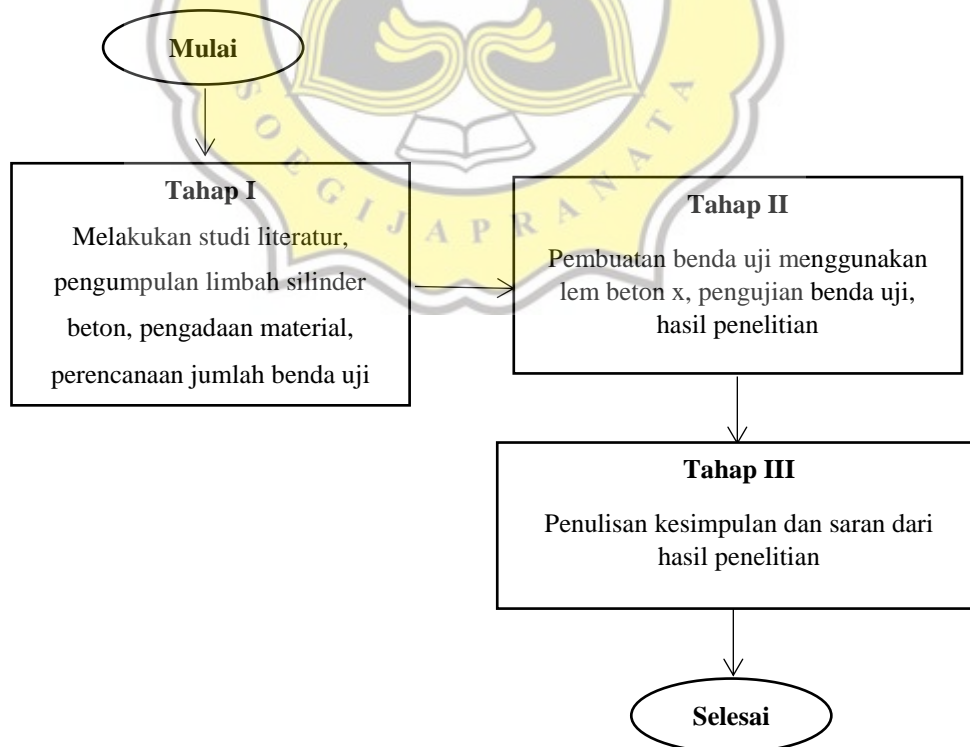 Mulai
SOEGIJAPRANATA
Tahap I
Melakukan studi literatur,
pengumpulan limbah silinder
beton, pengadaan material,
perencanaan jumlah benda uji
Tahap II
Pembuatan benda uji menggunakan
lem beton x, pengujian benda uji,
hasil penelitian
Tahap III
Penulisan kesimpulan dan saran dari
hasil penelitian
Selesai